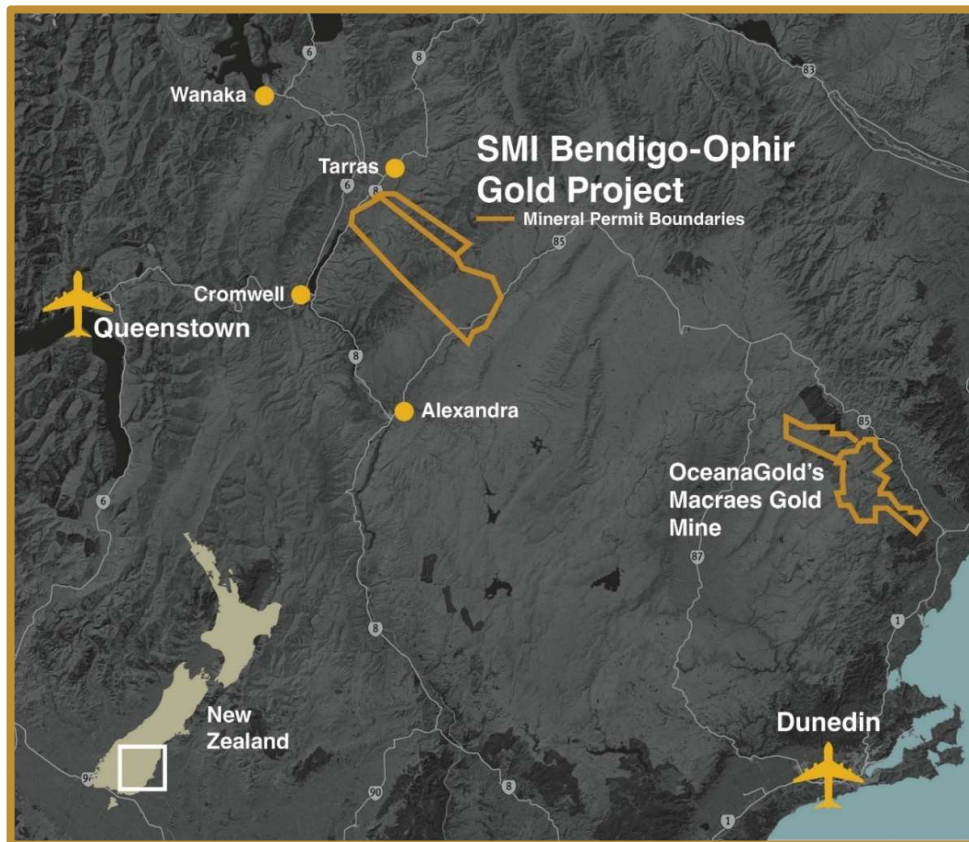 6
8
83
Wanaka
SMI Bendigo-Ophir
Gold Project
Mineral Permit Boundaries
Tarras
6
8
85
Cromwell
Queenstown
8
Alexandra
85
OceanaGold's
Macraes Gold
Mine
6
87
8
1
New
Zealand
Dunedin
8
90
1